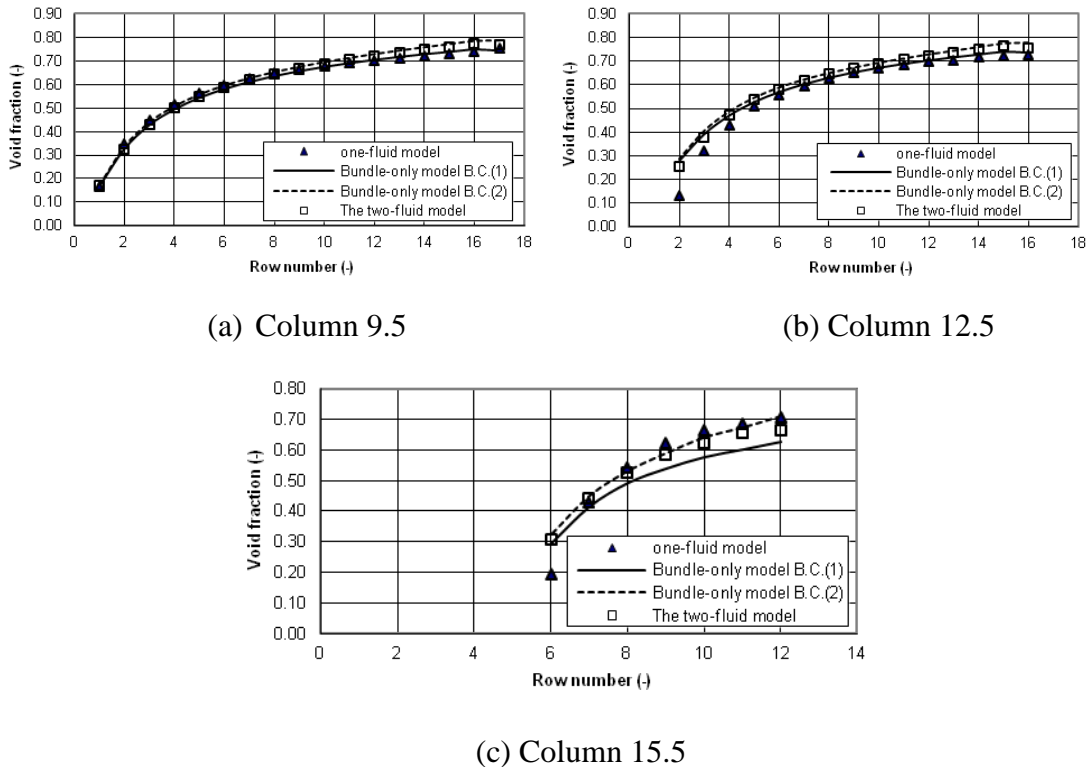 0.90
0.80
0.70
0.60
0.50
0.40
0.30
0.20
0.10
0.00
Void fraction (-)
one-fluid model
Bundle-only model B.C.(1)
Bundle-only model B.C.(2)
The two-fluid model
0 2 4 6 8 10 12 14 16 18
Row number (-)
(a) Column 9.5
0.90
0.80
0.70
0.60
0.50
0.40
0.30
0.20
0.10
0.00
Void fraction (-)
one-fluid model
Bundle-only model B.C.(1)
Bundle-only model B.C.(2)
The two-fluid model
0 2 4 6 8 10 12 14 16 18
Row number (-)
(b) Column 12.5
0.80
0.70
0.60
0.50
0.40
0.30
0.20
0.10
0.00
Void fraction (-)
one-fluid model
Bundle-only model B.C.(1)
Bundle-only model B.C.(2)
The two-fluid model
0 2 4 6 8 10 12 14
Row number (-)
(c) Column 15.5